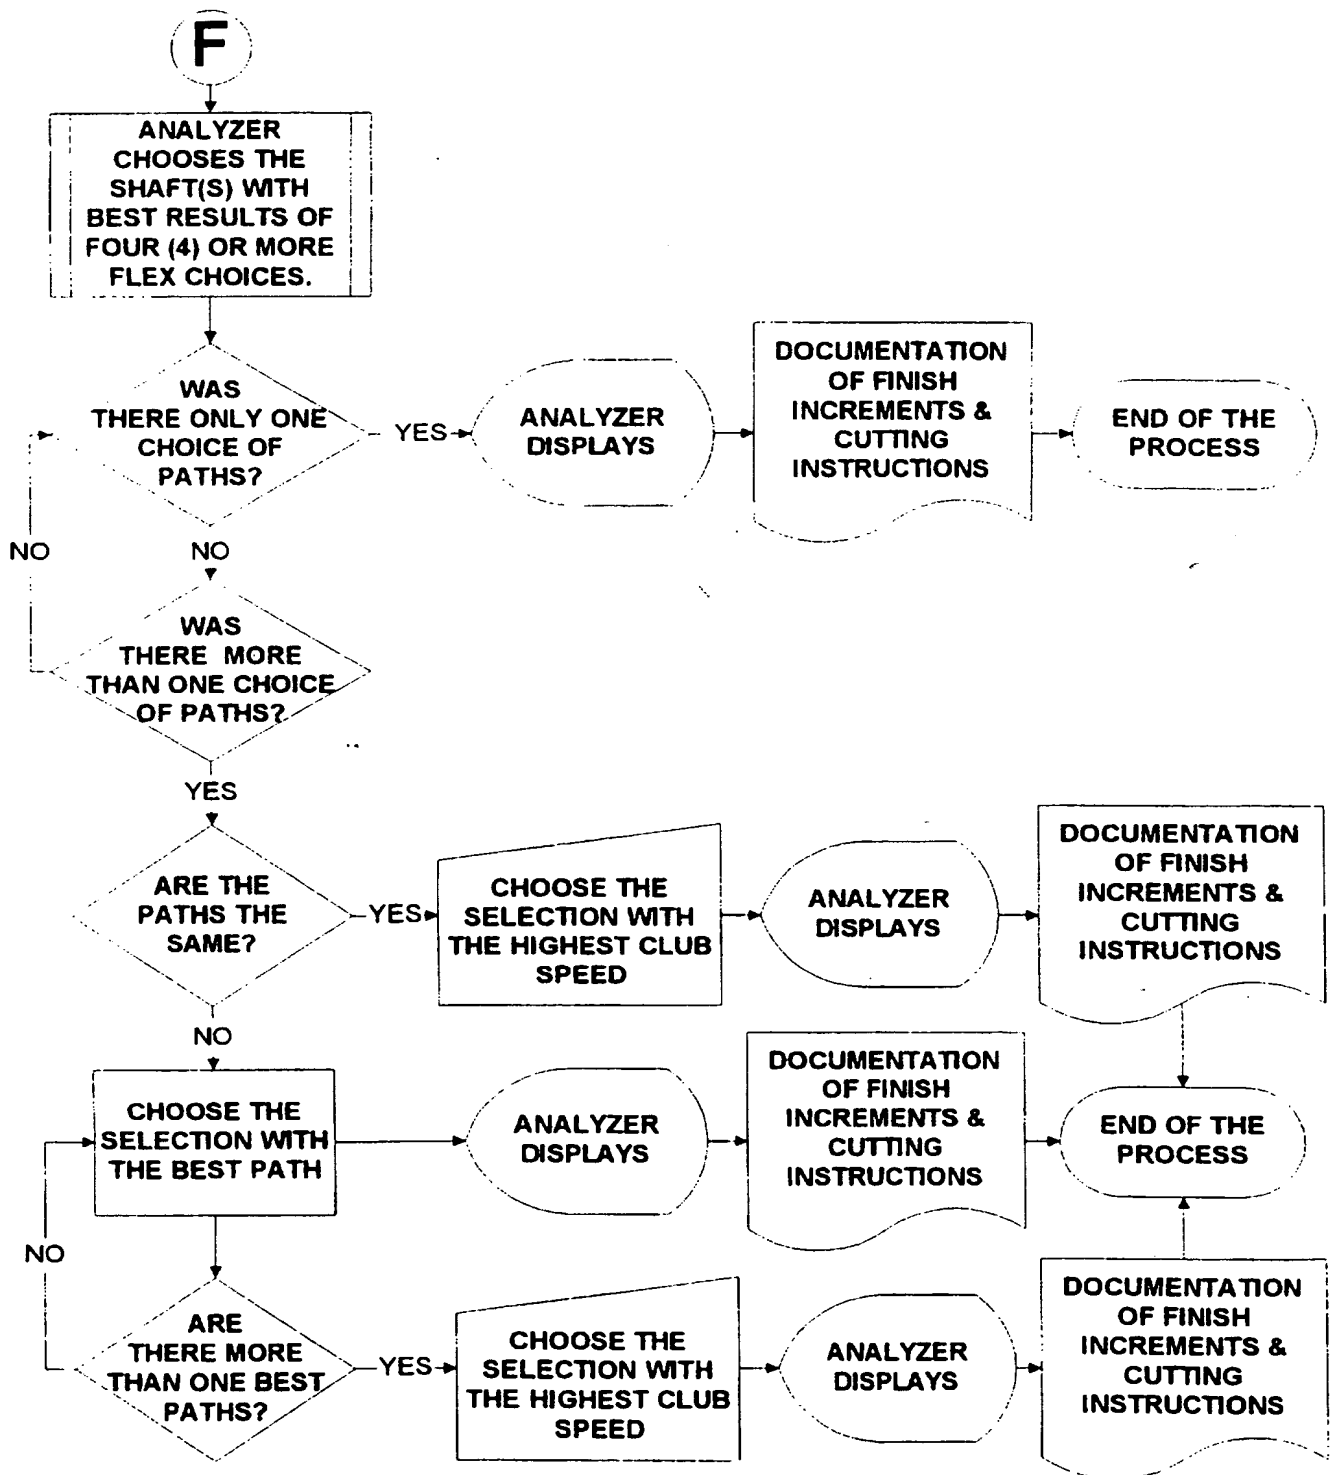 F
ANALYZER
CHOOSES THE
SHAFT(S) WITH
BEST RESULTS OF
FOUR (4) OR MORE
FLEX CHOICES.
WAS
THERE ONLY ONE
CHOICE OF
PATHS?
YES
ANALYZER
DISPLAYS
DOCUMENTATION
OF FINISH
INCREMENTS &
CUTTING
INSTRUCTIONS
END OF THE
PROCESS
NO
NO
WAS
THERE MORE
THAN ONE CHOICE
OF PATHS?
YES
ARE THE
PATHS THE
SAME?
YES
CHOOSE THE
SELECTION WITH
THE HIGHEST CLUB
SPEED
ANALYZER
DISPLAYS
DOCUMENTATION
OF FINISH
INCREMENTS &
CUTTING
INSTRUCTIONS
NO
CHOOSE THE
SELECTION WITH
THE BEST PATH
ANALYZER
DISPLAYS
DOCUMENTATION
OF FINISH
INCREMENTS &
CUTTING
INSTRUCTIONS
END OF THE
PROCESS
NO
ARE
THERE MORE
THAN ONE BEST
PATHS?
YES
CHOOSE THE
SELECTION WITH
THE HIGHEST CLUB
SPEED
ANALYZER
DISPLAYS
DOCUMENTATION
OF FINISH
INCREMENTS &
CUTTING
INSTRUCTIONS